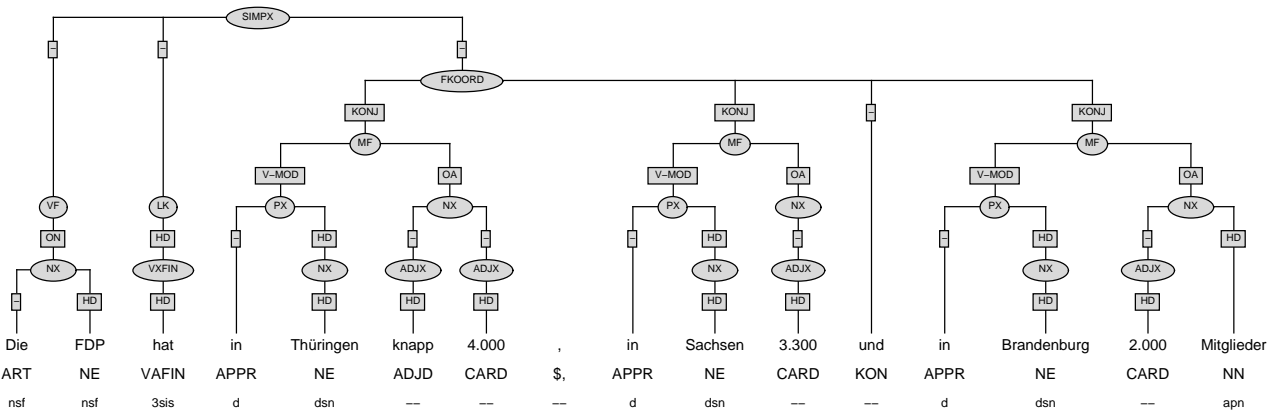 SIMPX
– – –
FKOORD
KONJ KONJ – KONJ
MF MF MF
V–MOD OA V–MOD OA V–MOD OA
VF LK PX NX PX NX PX NX
ON HD – HD – – – HD – – HD – HD
NX VXFIN NX ADJX ADJX NX ADJX NX ADJX
– HD HD HD HD HD HD HD HD HD
Die FDP hat in Thüringen knapp 4.000 , in Sachsen 3.300 und in Brandenburg 2.000 Mitglieder
ART NE VAFIN APPR NE ADJD CARD $, APPR NE CARD KON APPR NE CARD NN
nsf nsf 3sis d dsn –– –– –– d dsn –– –– d dsn –– apn